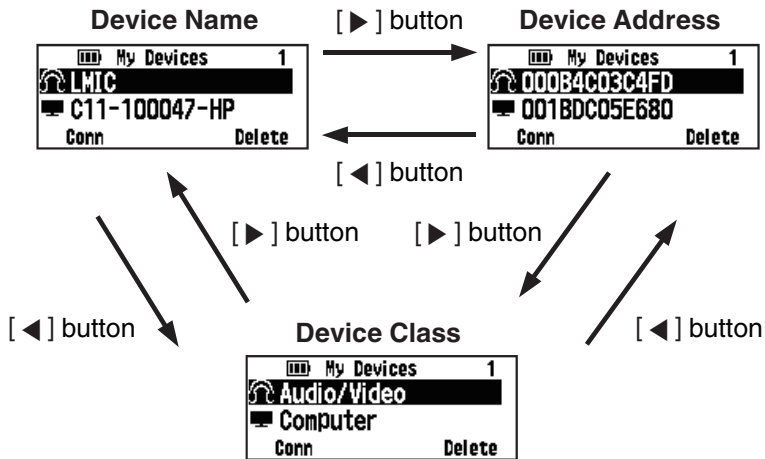 Device Name
[ ▶ ] button
Device Address
My Devices 1
LMIC
C11-100047-HP
Conn Delete
My Devices 1
000B4C03C4FD
001BDC05E680
Conn Delete
[ ◀ ] button
[ ▶ ] button
[ ▶ ] button
[ ◀ ] button
Device Class
[ ◀ ] button
My Devices 1
Audio/Video
Computer
Conn Delete